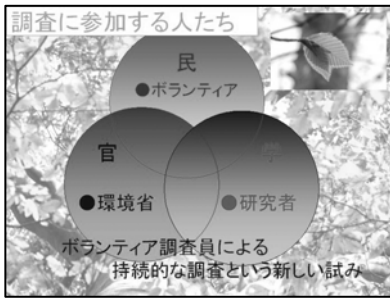 調査に参加する人たち
民
●ボランティア
官
学
●環境省
●研究者
ボランティア調査員による
持続的な調査という新しい試み